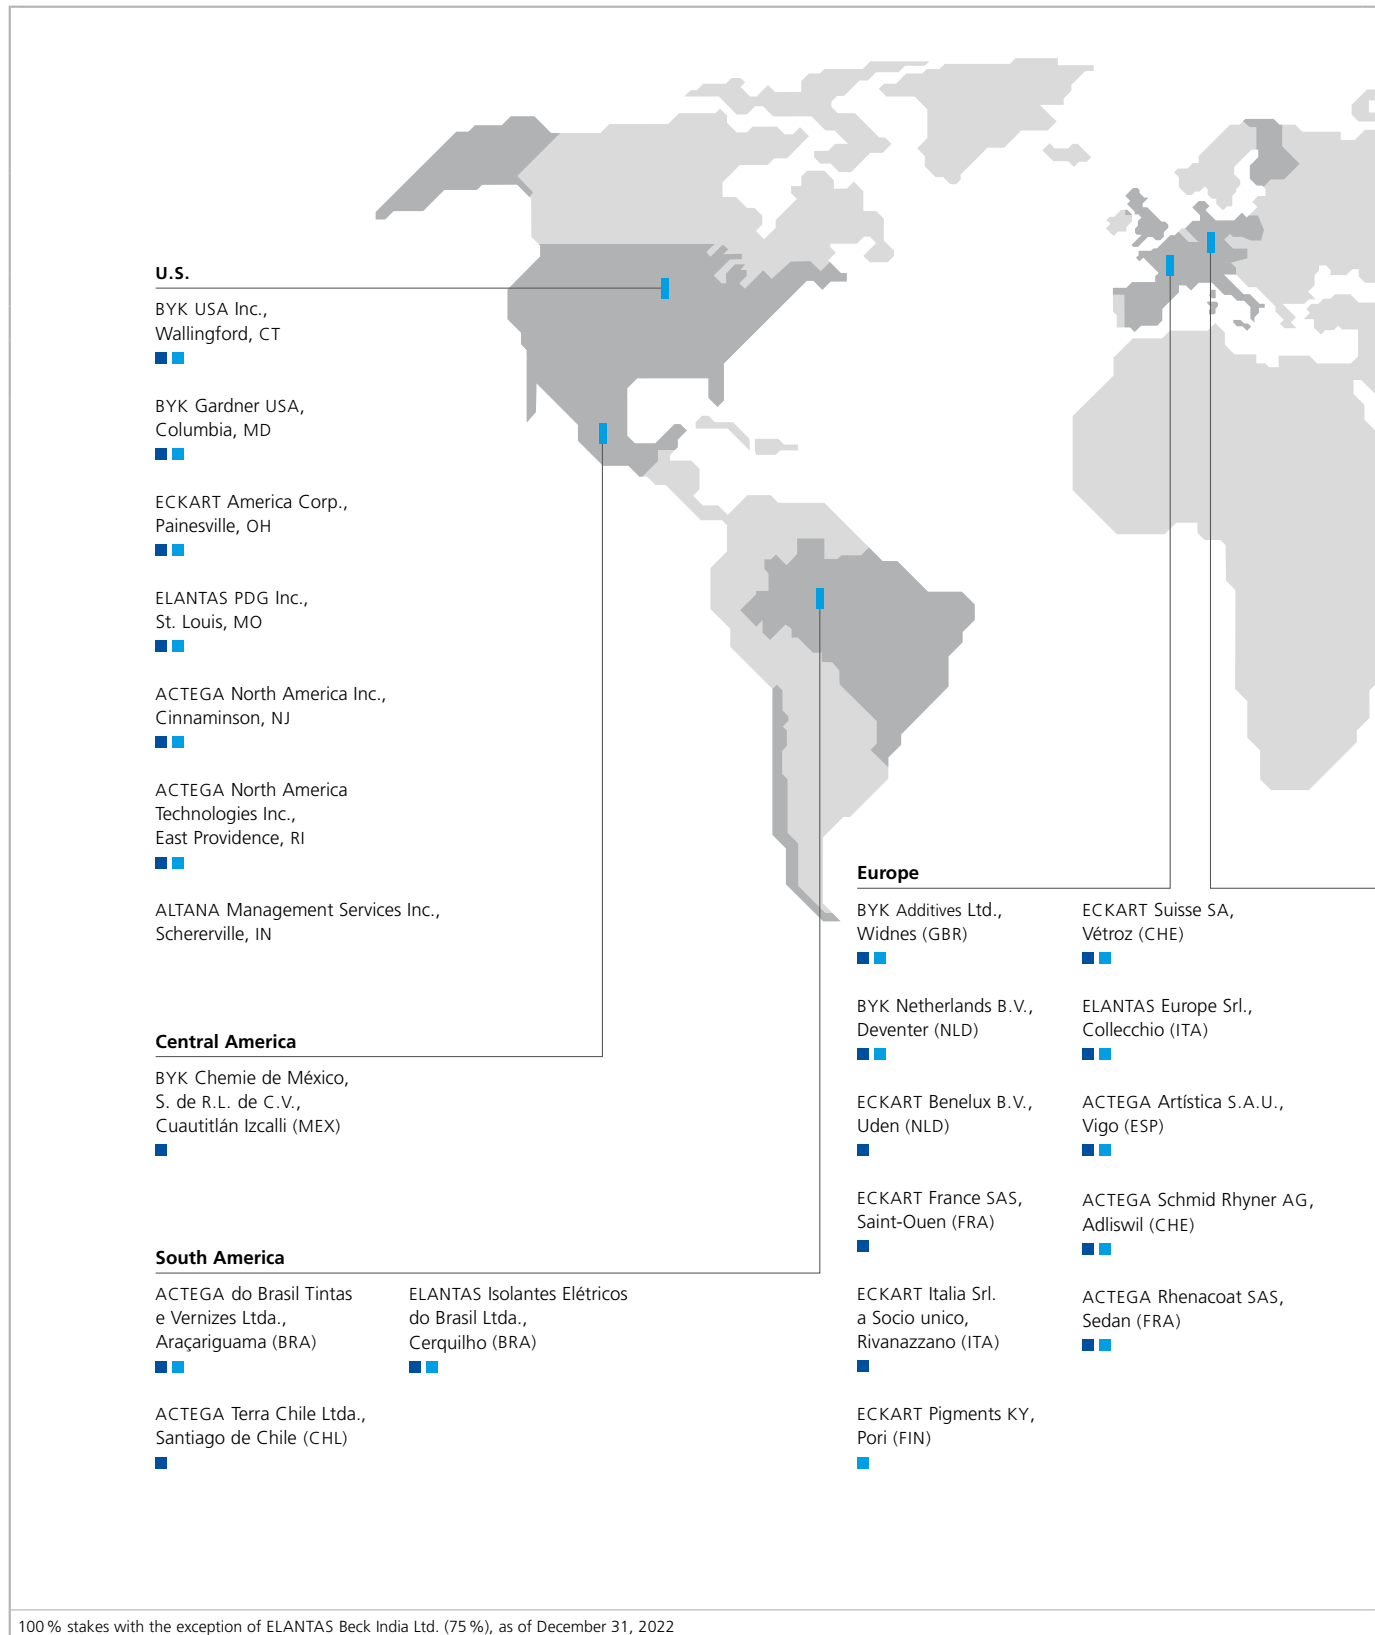 U.S.
BYK USA Inc.,
Wallingford, CT
BYK Gardner USA,
Columbia, MD
ECKART America Corp.,
Painesville, OH
ELANTAS PDG Inc.,
St. Louis, MO
ACTEGA North America Inc.,
Cinnaminson, NJ
ACTEGA North America
Technologies Inc.,
East Providence, RI
ALTANA Management Services Inc.,
Schererville, IN
Central America
BYK Chemie de México,
S. de R.L. de C.V.,
Cuautitlán Izcalli (MEX)
South America
ACTEGA do Brasil Tintas
e Vernizes Ltda.,
Araçariguama (BRA)
ACTEGA Terra Chile Ltda.,
Santiago de Chile (CHL)
ELANTAS Isolantes Elétricos
do Brasil Ltda.,
Cerquilho (BRA)
Europe
BYK Additives Ltd.,
Widnes (GBR)
BYK Netherlands B.V.,
Deventer (NLD)
ECKART Benelux B.V.,
Uden (NLD)
ECKART France SAS,
Saint-Ouen (FRA)
ECKART Italia Srl.
a Socio unico,
Rivanazzano (ITA)
ECKART Pigments KY,
Pori (FIN)
ECKART Suisse SA,
Vétroz (CHE)
ELANTAS Europe Srl.,
Collecchio (ITA)
ACTEGA Artística S.A.U.,
Vigo (ESP)
ACTEGA Schmid Rhyner AG,
Adliswil (CHE)
ACTEGA Rhenacoat SAS,
Sedan (FRA)
100 % stakes with the exception of ELANTAS Beck India Ltd. (75 %), as of December 31, 2022